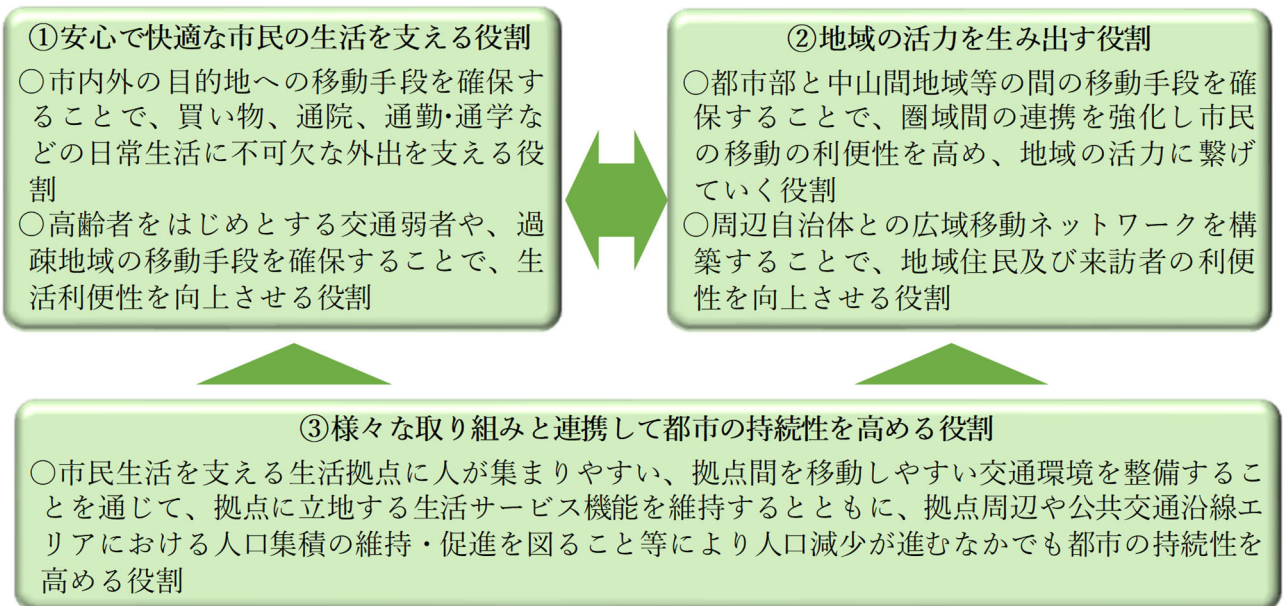 ①安心で快適な市民の生活を支える役割
○市内外の目的地への移動手段を確保す
ることで、買い物、通院、通勤・通学な
どの日常生活に不可欠な外出を支える役
割
○高齢者をはじめとする交通弱者や、過
疎地域の移動手段を確保することで、生
活利便性を向上させる役割
②地域の活力を生み出す役割
○都市部と中山間地域等の間の移動手段を確
保することで、圏域間の連携を強化し市民
の移動の利便性を高め、地域の活力に繋げ
ていく役割
○周辺自治体との広域移動ネットワークを構
築することで、地域住民及び来訪者の利便
性を向上させる役割
③様々な取り組みと連携して都市の持続性を高める役割
○市民生活を支える生活拠点に人が集まりやすい、拠点間を移動しやすい交通環境を整備するこ
とを通じて、拠点に立地する生活サービス機能を維持するとともに、拠点周辺や公共交通沿線エ
リアにおける人口集積の維持・促進を図ること等により人口減少が進むなかでも都市の持続性を
高める役割